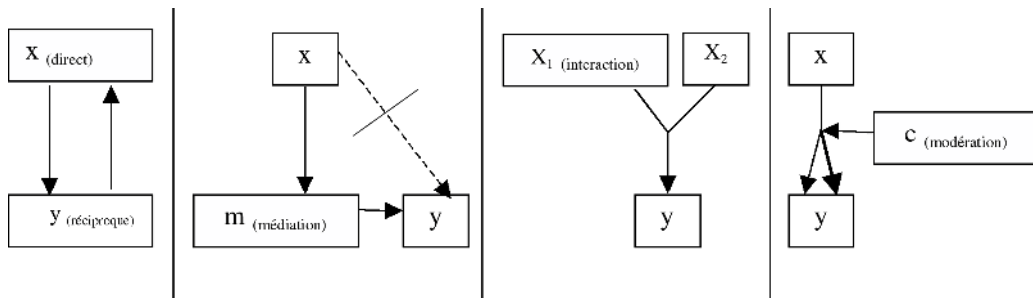 x (direct)
y (réciproque)
x
m (médiation)
y
X1 (interaction)
X2
y
x
c (modération)
y